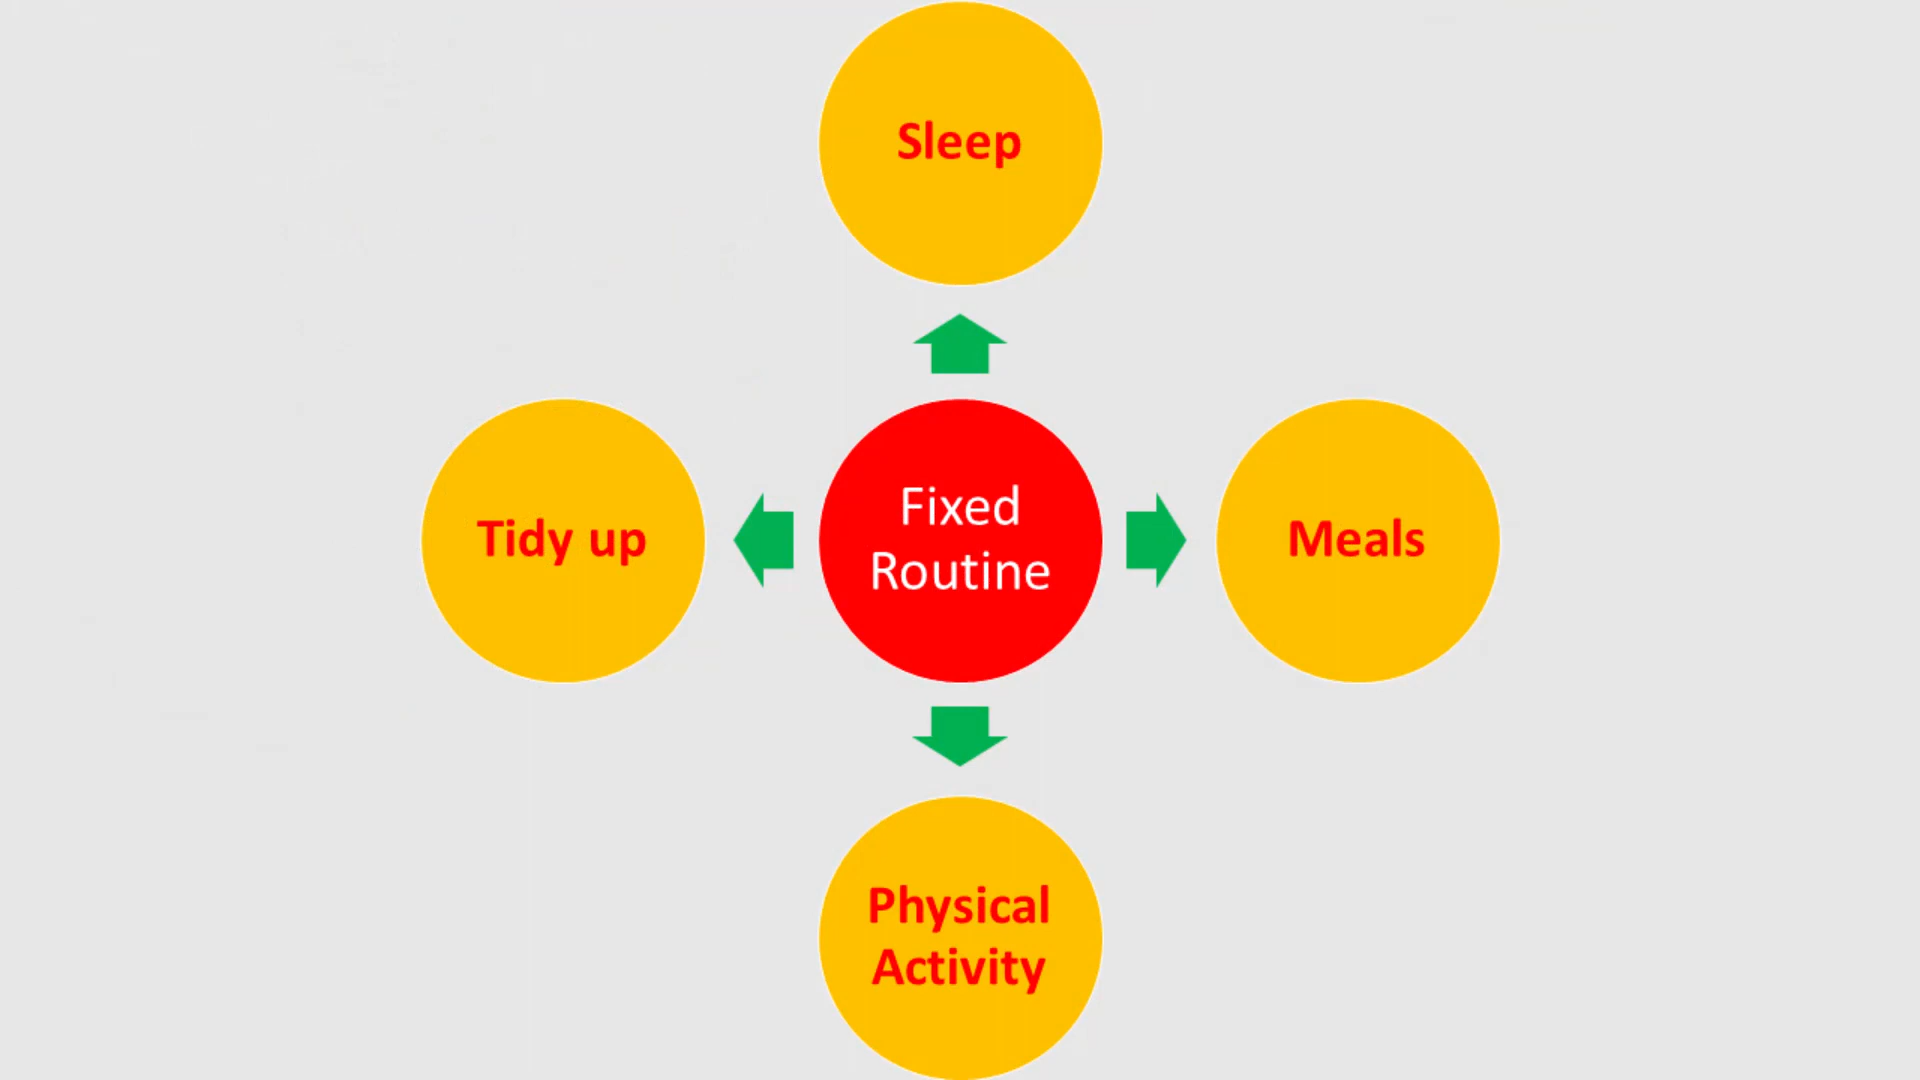 Sleep
Tidy up
Fixed
Routine
Meals
Physical
Activity